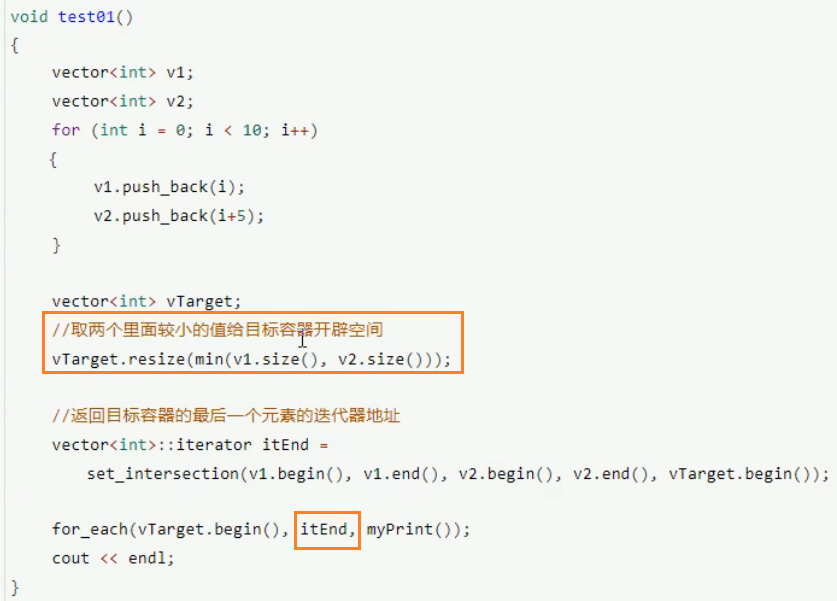 void test01()
{
vector<int> v1;
vector<int> v2;
for (int i = 0; i < 10; i++)
{
v1.push_back(i);
v2.push_back(i+5);
}
vector<int> vTarget;
//取两个里面较小的值给目标容器开辟空间
vTarget.resize(min(v1.size(), v2.size()));
//返回目标容器的最后一个元素的迭代器地址
vector<int>::iterator itEnd =
set_intersection(v1.begin(), v1.end(), v2.begin(), v2.end(), vTarget.begin());
for_each(vTarget.begin(), itEnd, myPrint());
cout << endl;
}